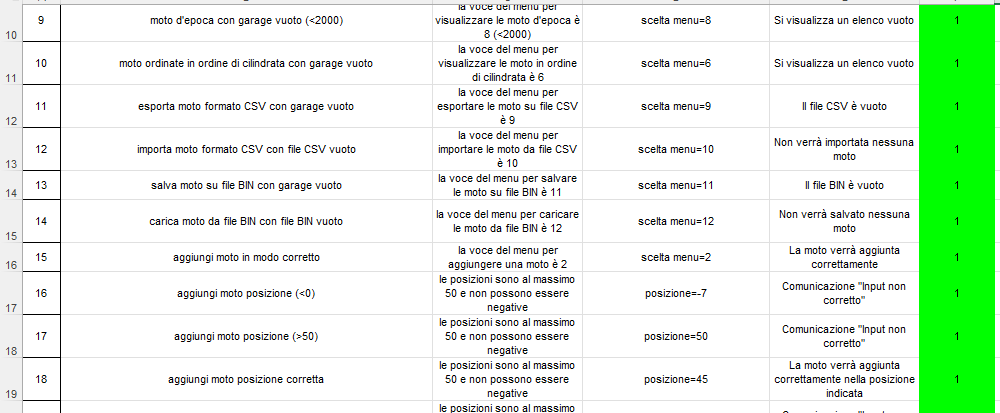 la voce del menu per
9 moto d'epoca con garage vuoto (<2000) visualizzare le moto d'epoca è scelta menu=8 Si visualizza un elenco vuoto 1
10 8 (<2000)
la voce del menu per
10 moto ordinate in ordine di cilindrata con garage vuoto visualizzare le moto in ordine scelta menu=6 Si visualizza un elenco vuoto 1
11 di cilindrata è 6
la voce del menu per
11 esporta moto formato CSV con garage vuoto esportare le moto su file CSV scelta menu=9 Il file CSV è vuoto 1
12 è 9
la voce del menu per
12 importa moto formato CSV con file CSV vuoto importare le moto da file CSV scelta menu=10 Non verrà importata nessuna moto 1
13 è 10
13 salva moto su file BIN con garage vuoto la voce del menu per salvare le moto su file BIN è 11 scelta menu=11 Il file BIN è vuoto 1
14
14 carica moto da file BIN con file BIN vuoto la voce del menu per caricare le moto da file BIN è 12 scelta menu=12 Non verrà salvato nessuna moto 1
15
15 aggiungi moto in modo corretto la voce del menu per aggiungere una moto è 2 scelta menu=2 La moto verrà aggiunta correttamente 1
16
16 aggiungi moto posizione (<0) le posizioni sono al massimo 50 e non possono essere negative posizione=-7 Comunicazione "Input non corretto" 1
17
17 aggiungi moto posizione (>50) le posizioni sono al massimo 50 e non possono essere negative posizione=50 Comunicazione "Input non corretto" 1
18
18 aggiungi moto posizione corretta le posizioni sono al massimo 50 e non possono essere negative posizione=45 La moto verrà aggiunta correttamente nella posizione indicata 1
19
le posizioni sono al massimo